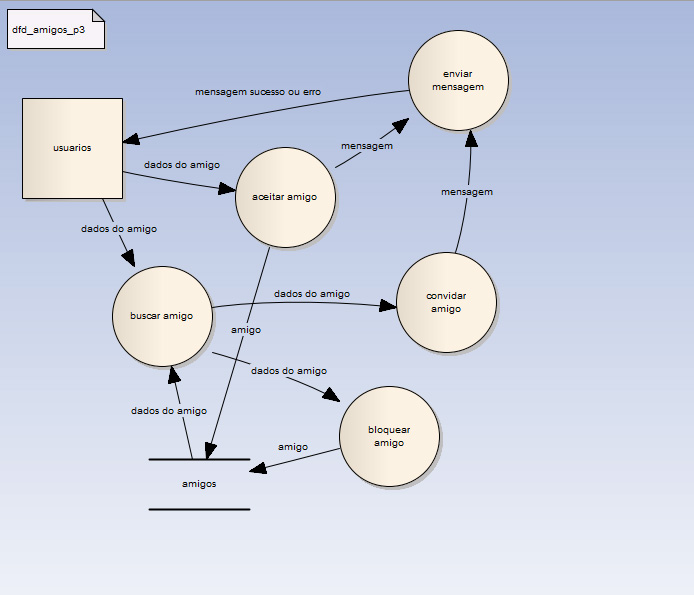 dfd_amigos_p3
enviar
mensagem
mensagem sucesso ou erro
usuarios
mensagem
dados do amigo
aceitar amigo
mensagem
dados do amigo
dados do amigo
convidar
amigo
buscar amigo
amigo
dados do amigo
dados do amigo
bloquear
amigo
amigo
amigos